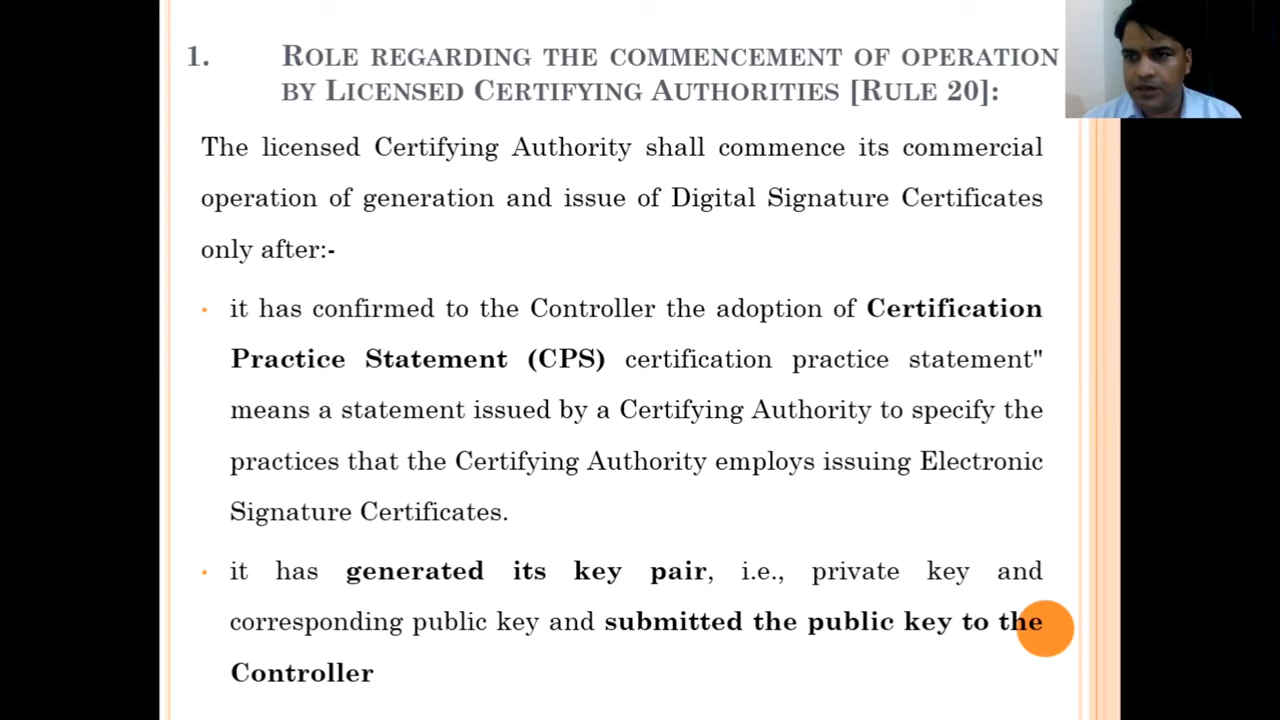 1. ROLE REGARDING THE COMMENCEMENT OF OPERATION
BY LICENSED CERTIFYING AUTHORITIES [RULE 20]:
The licensed Certifying Authority shall commence its commercial
operation of generation and issue of Digital Signature Certificates
only after:-
• it has confirmed to the Controller the adoption of Certification
Practice Statement (CPS) certification practice statement"
means a statement issued by a Certifying Authority to specify the
practices that the Certifying Authority employs issuing Electronic
Signature Certificates.
• it has generated its key pair, i.e., private key and
corresponding public key and submitted the public key to the
Controller